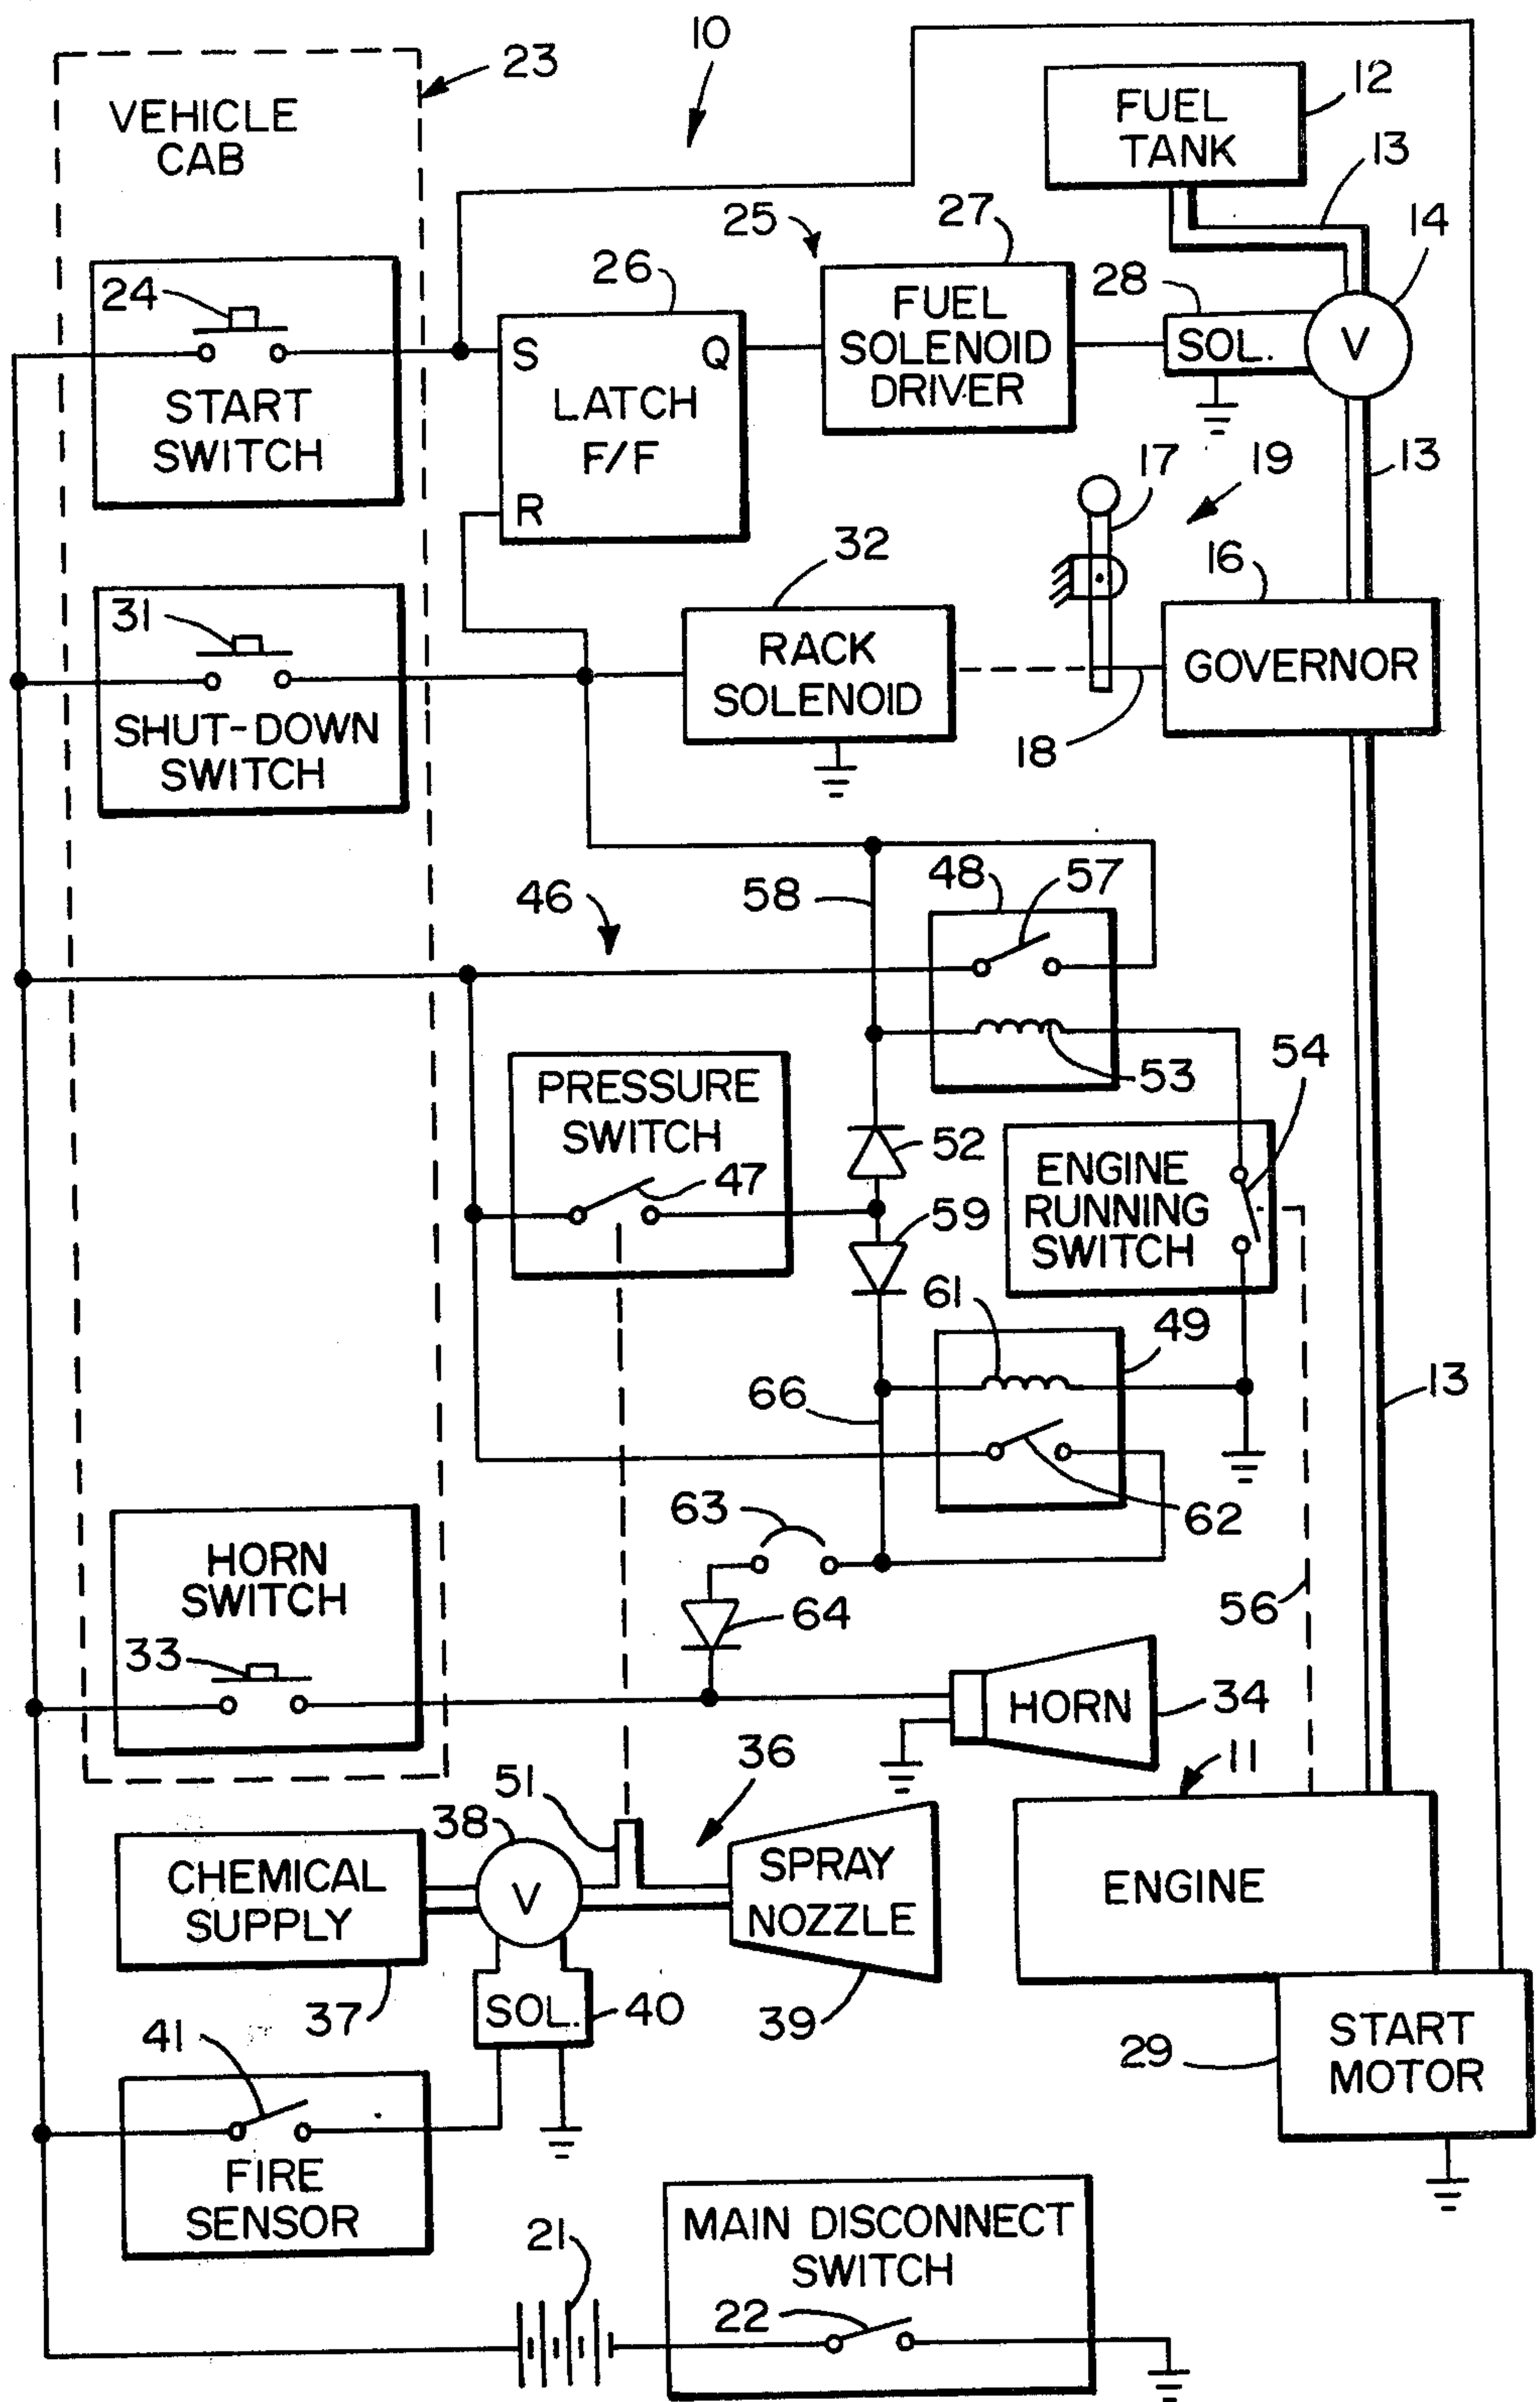 10
23
VEHICLE
CAB
12
FUEL
TANK
13
14
25
27
26
28
24
FUEL
SOLENOID
DRIVER
SOL.
V
S
Q
LATCH
F/F
R
START
SWITCH
17
19
13
16
32
31
RACK
SOLENOID
GOVERNOR
18
SHUT-DOWN
SWITCH
46
58
48
57
53
54
PRESSURE
SWITCH
47
52
59
ENGINE
RUNNING
SWITCH
61
49
66
13
62
63
64
56
HORN
SWITCH
33
HORN
34
11
36
51
38
CHEMICAL
SUPPLY
V
SPRAY
NOZZLE
ENGINE
37
SOL.
40
39
29
START
MOTOR
41
FIRE
SENSOR
21
MAIN DISCONNECT
SWITCH
22